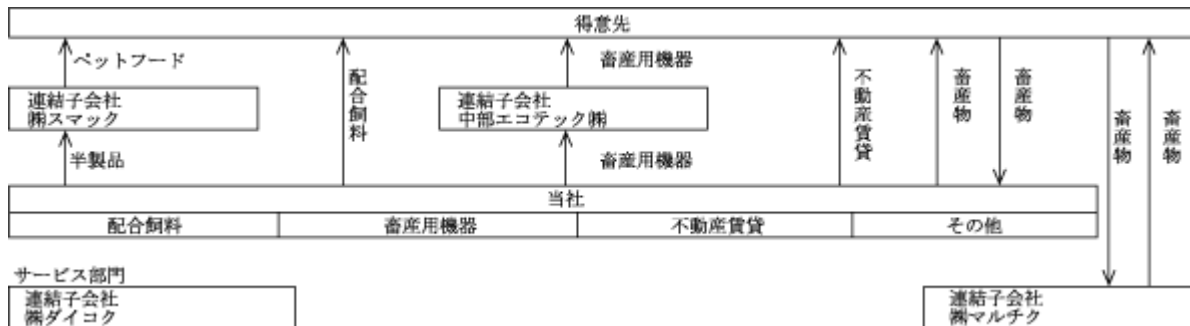 得意先
ペットフード
配合飼料
畜産用機器
不動産賃貸
畜産物
畜産物
畜産物
畜産物
連結子会社
㈱スマック
連結子会社
中部エコテック㈱
半製品
畜産用機器
当社
配合飼料
畜産用機器
不動産賃貸
その他
サービス部門
連結子会社
㈱ダイコク
連結子会社
㈱マルチク